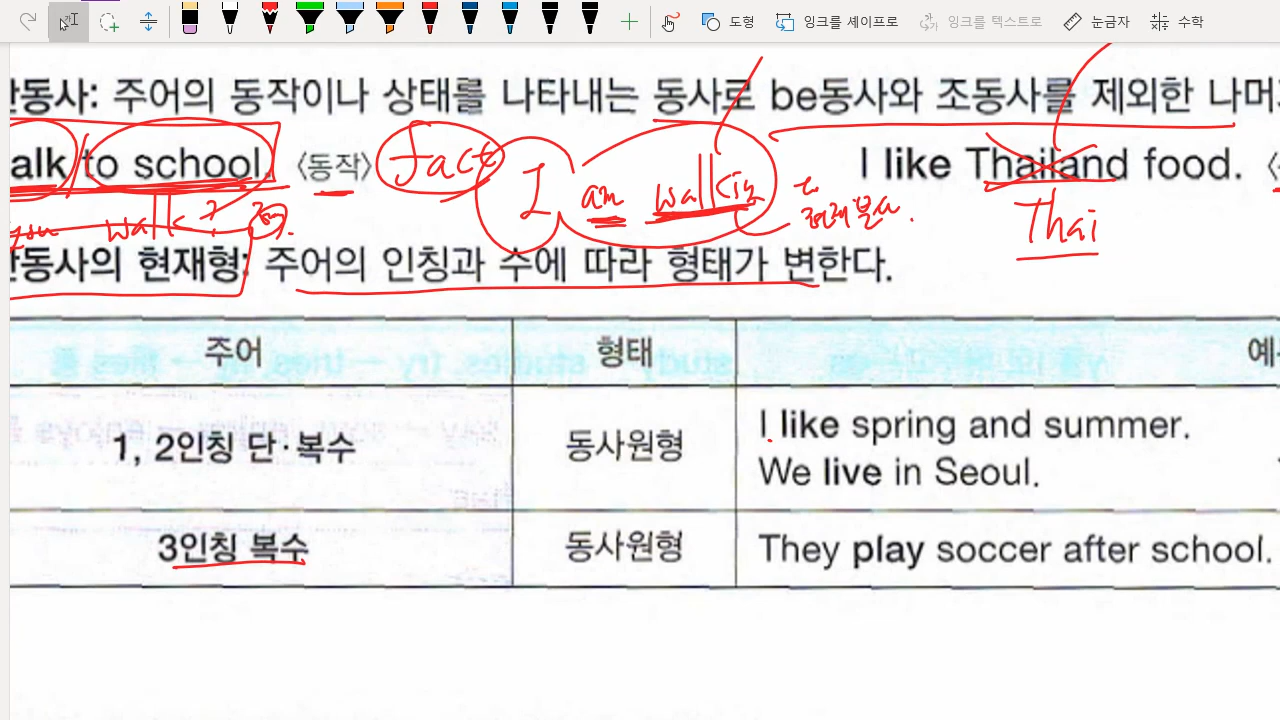 도형 잉크를 셰이프로 잉크를 텍스트로 눈금자 수학
반동사: 주어의 동작이나 상태를 나타내는 동사로 be동사와 조동사를 제외한 나머
alk to school. 〈동작〉 fact I am walking to I like Thailand food.
you walk? Thai
반동사의 현재형: 주어의 인칭과 수에 따라 형태가 변한다.
주어 형태 예
1, 2인칭 단·복수 동사원형 I like spring and summer.
We live in Seoul.
3인칭 복수 동사원형 They play soccer after school.